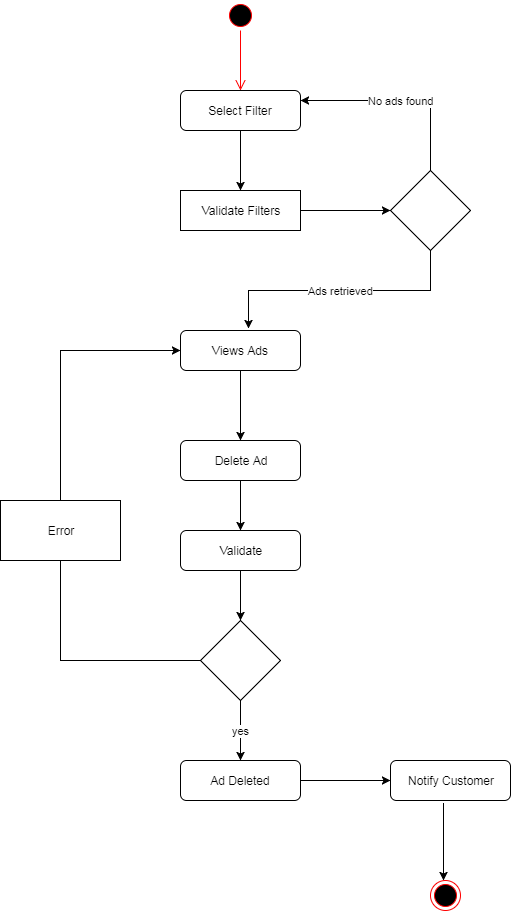 Select Filter
No ads found
Validate Filters
Ads retrieved
Views Ads
Delete Ad
Error
Validate
yes
Ad Deleted
Notify Customer